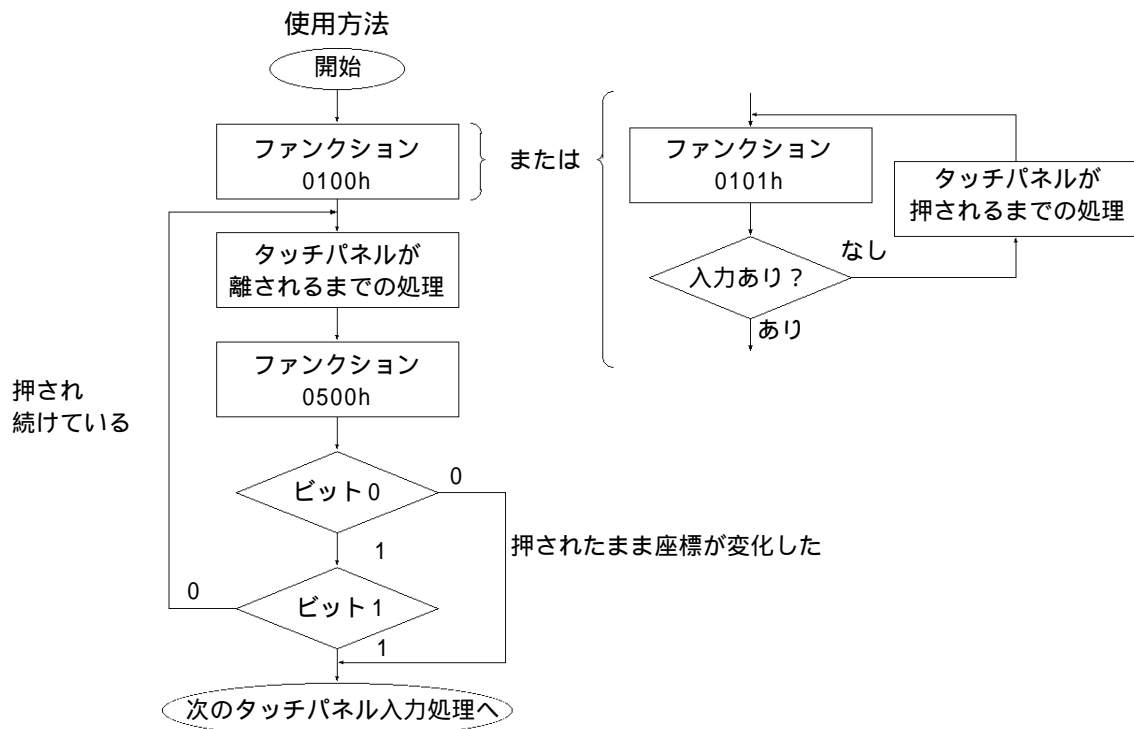 使用方法
開始
ファンクション
0100h
または
ファンクション
0101h
タッチパネルが
押されるまでの処理
入力あり？
なし
あり
タッチパネルが
離されるまでの処理
ファンクション
0500h
押され
続けている
ビット0
0
1
押されたまま座標が変化した
ビット1
0
1
次のタッチパネル入力処理へ